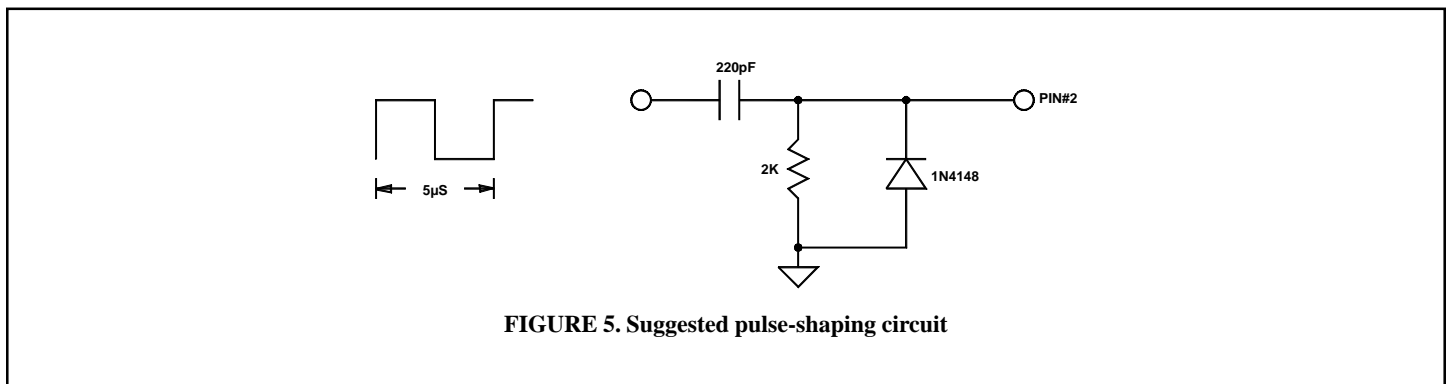 220pF
PIN#2
2K
1N4148
5µS
FIGURE 5. Suggested pulse-shaping circuit